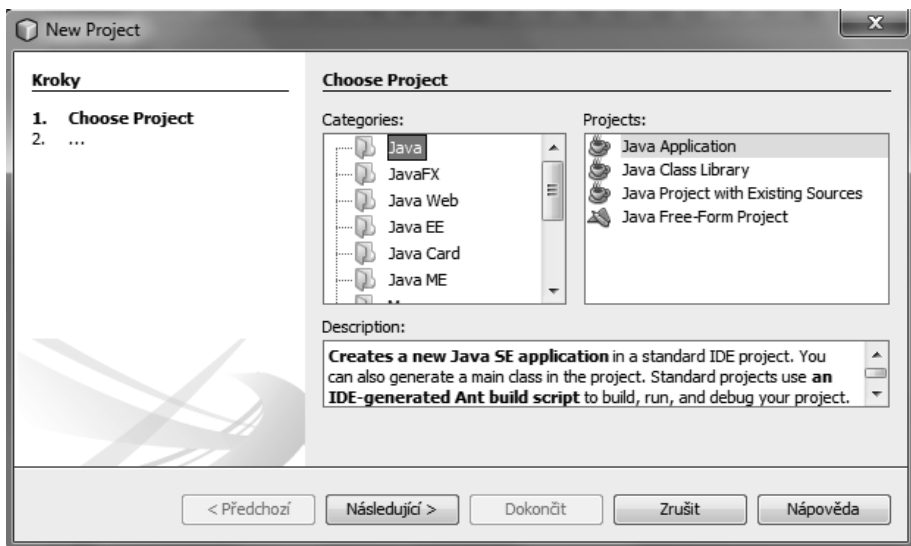 New Project
x
Kroky
1. Choose Project
2. ...
Choose Project
Categories:
Java
JavaFX
Java Web
Java EE
Java Card
Java ME
Projects:
Java Application
Java Class Library
Java Project with Existing Sources
Java Free-Form Project
Description:
Creates a new Java SE application in a standard IDE project. You
can also generate a main class in the project. Standard projects use an
IDE-generated Ant build script to build, run, and debug your project.
< Předchozí
Následující >
Dokončit
Zrušit
Nápověda